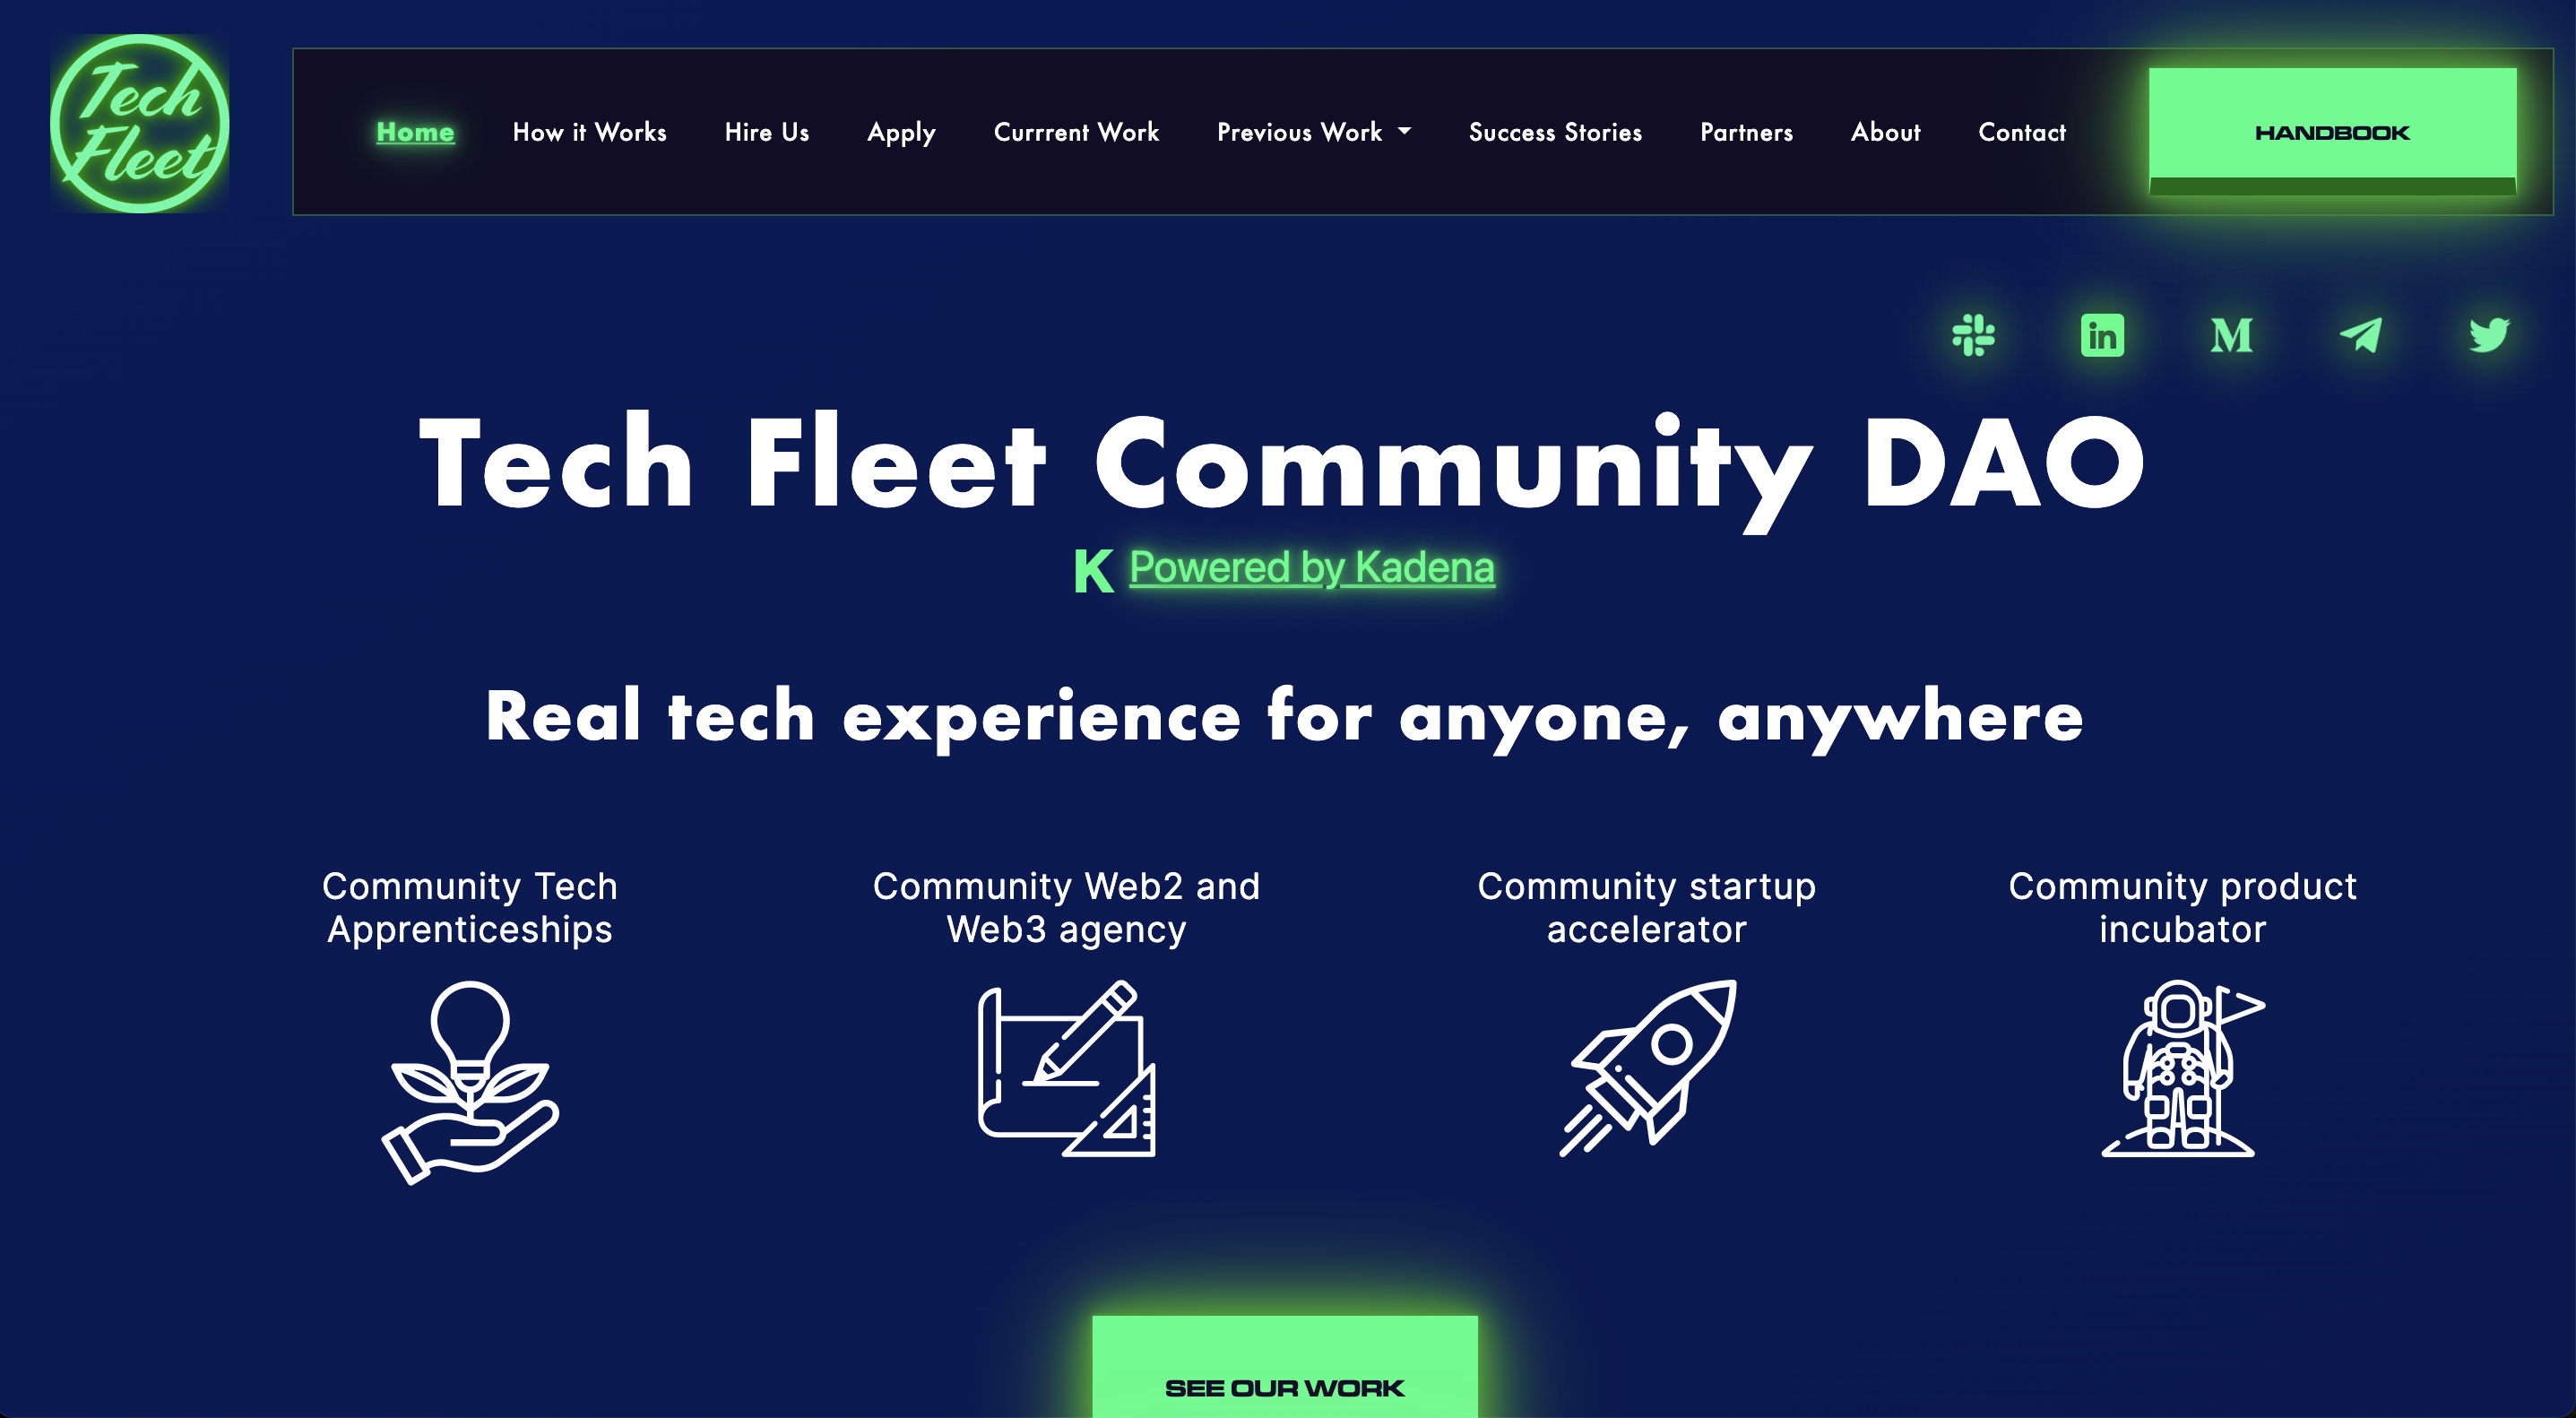 Tech
Fleet
Home How it Works Hire Us Apply Currrent Work Previous Work Success Stories Partners About Contact HANDBOOK
in M
Tech Fleet Community DAO
K Powered by Kadena
Real tech experience for anyone, anywhere
Community Tech
Apprenticeships
Community Web2 and
Web3 agency
Community startup
accelerator
Community product
incubator
SEE OUR WORK